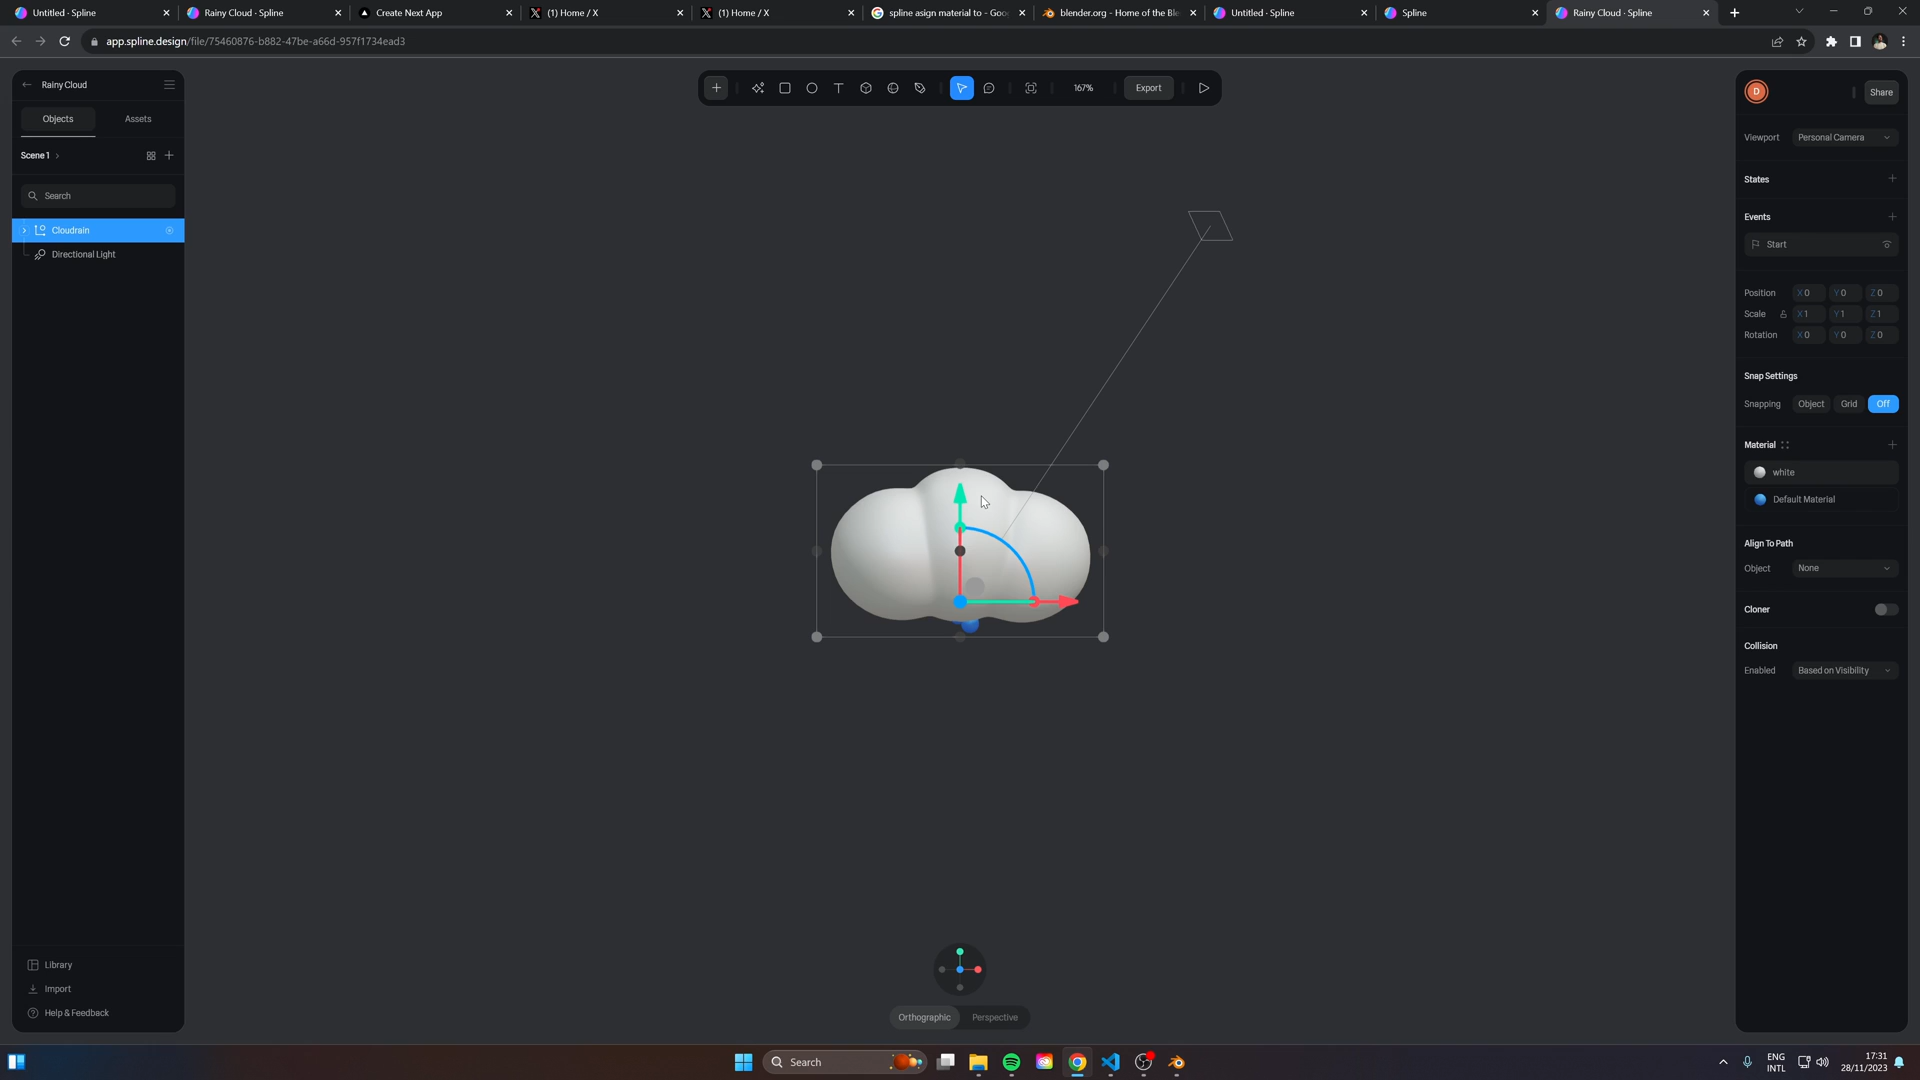 Untitled - Spline
Rainy Cloud - Spline
Create Next App
(1) Home / X
(1) Home / X
spline asign material to - Goo
blender.org - Home of the Ble
Untitled - Spline
Spline
Rainy Cloud - Spline
app.spline.design/file/75460876-b882-47be-a66d-957f1734ead3
Rainy Cloud
Objects
Assets
Scene 1
Search
Cloudrain
Directional Light
Library
Import
Help & Feedback
167%
Export
Orthographic
Perspective
D
Share
Viewport
Personal Camera
States
Events
Start
Position X 0 Y 0 Z 0
Scale X 1 Y 1 Z 1
Rotation X 0 Y 0 Z 0
Snap Settings
Snapping Object Grid Off
Material
white
Default Material
Align To Path
Object None
Cloner
Collision
Enabled Based on Visibility
Search
ENG
INTL
17:31
28/11/2023